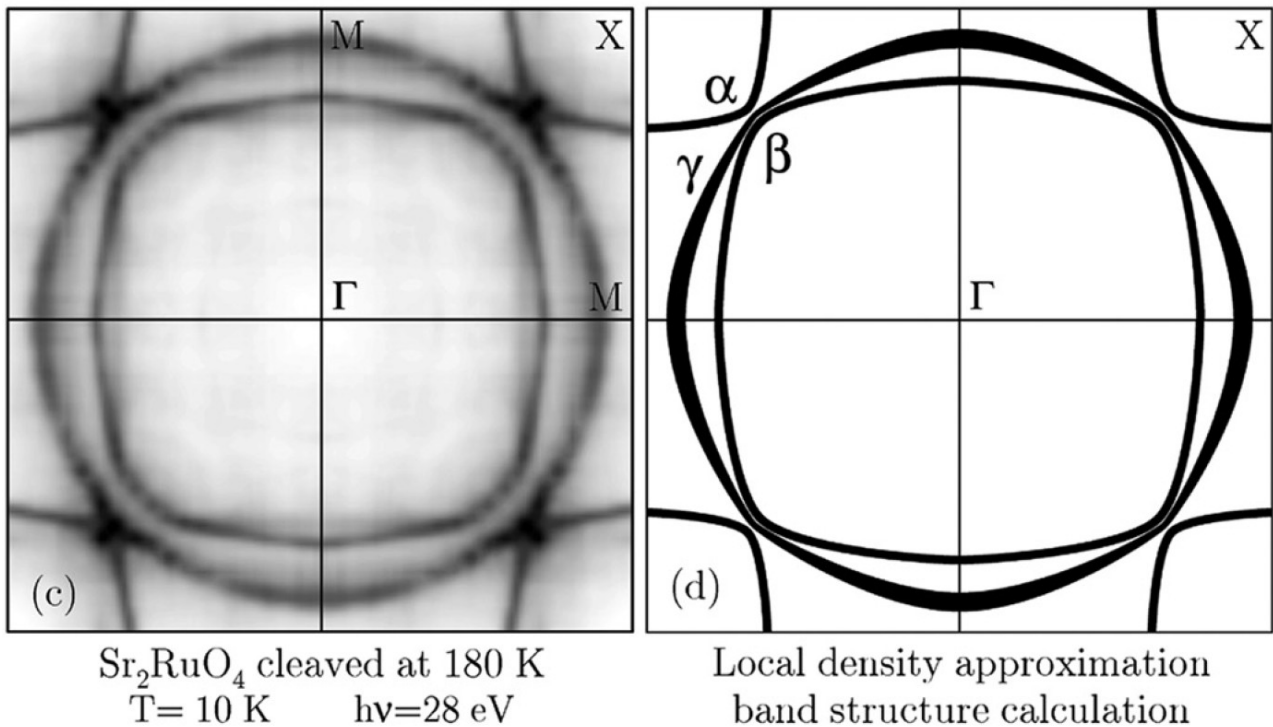 M
X
Γ
M
(c)
Sr₂RuO₄ cleaved at 180 K
T= 10 K hν=28 eV
X
α
β
γ
Γ
(d)
Local density approximation
band structure calculation